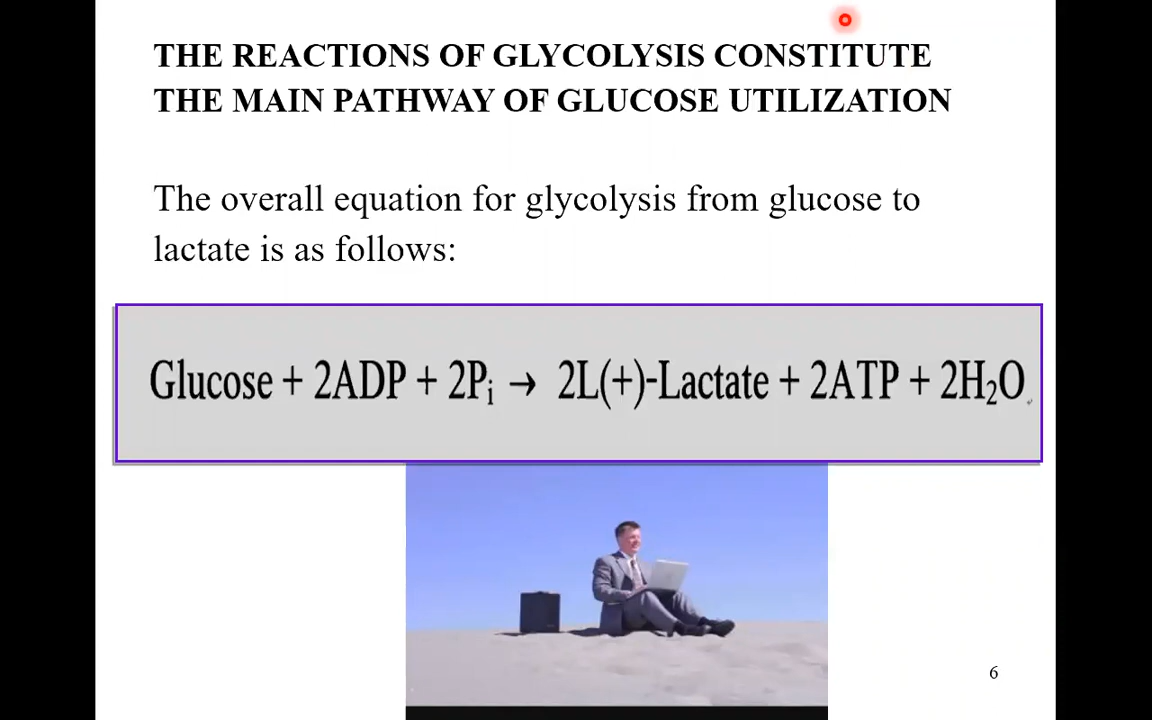 THE REACTIONS OF GLYCOLYSIS CONSTITUTE
THE MAIN PATHWAY OF GLUCOSE UTILIZATION
The overall equation for glycolysis from glucose to
lactate is as follows:
Glucose + 2ADP + 2Pᵢ → 2L(+)-Lactate + 2ATP + 2H₂O
6